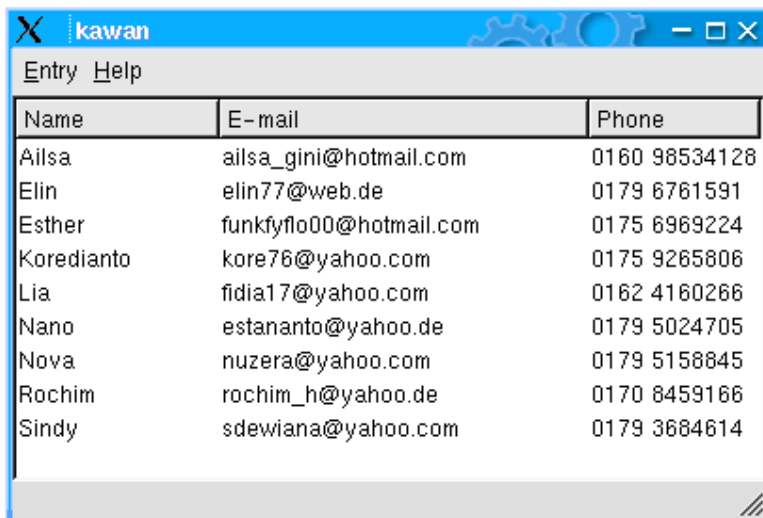 kawan
Entry Help
Name E-mail Phone
Ailsa ailsa_gini@hotmail.com 0160 98534128
Elin elin77@web.de 0179 6761591
Esther funkfyflo00@hotmail.com 0175 6969224
Koredianto kore76@yahoo.com 0175 9265806
Lia fidia17@yahoo.com 0162 4160266
Nano estananto@yahoo.de 0179 5024705
Nova nuzera@yahoo.com 0179 5158845
Rochim rochim_h@yahoo.de 0170 8459166
Sindy sdewiana@yahoo.com 0179 3684614